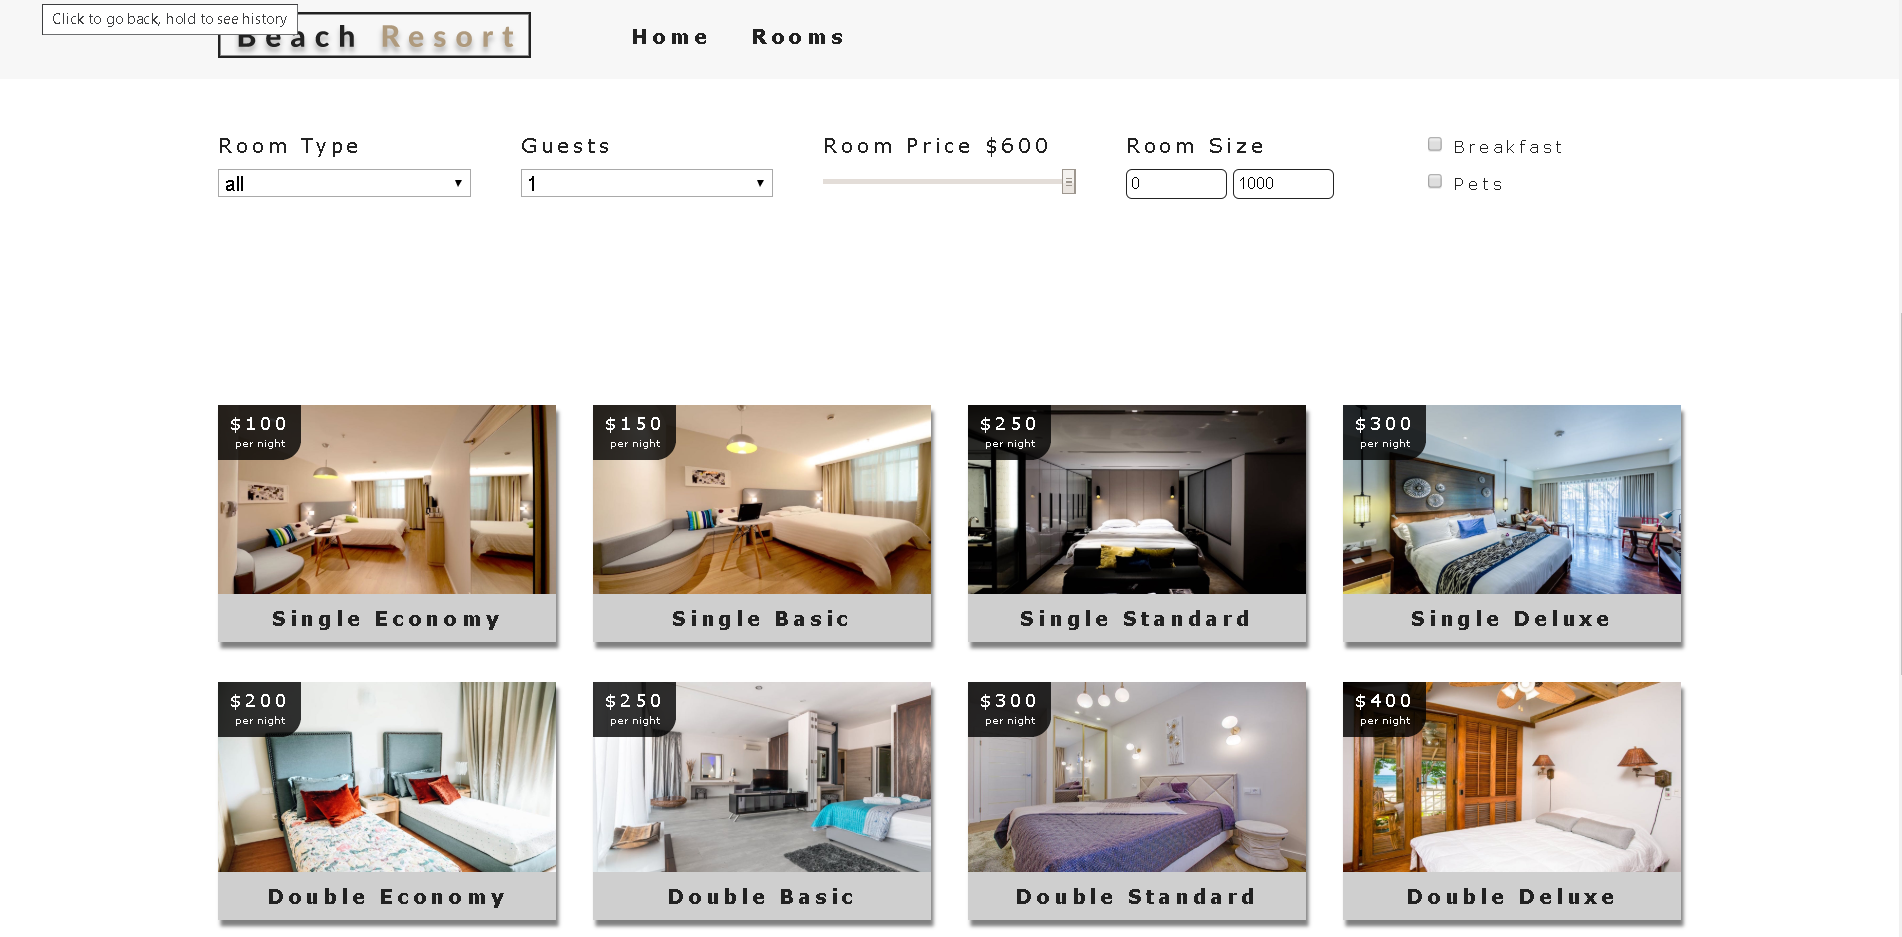 Click to go back, hold to see history
Beach Resort
Home Rooms
Room Type Guests Room Price $600 Room Size Breakfast
all 1 0 1000 Pets
$100 $150 $250 $300
per night per night per night per night
Single Economy Single Basic Single Standard Single Deluxe
$200 $250 $300 $400
per night per night per night per night
Double Economy Double Basic Double Standard Double Deluxe